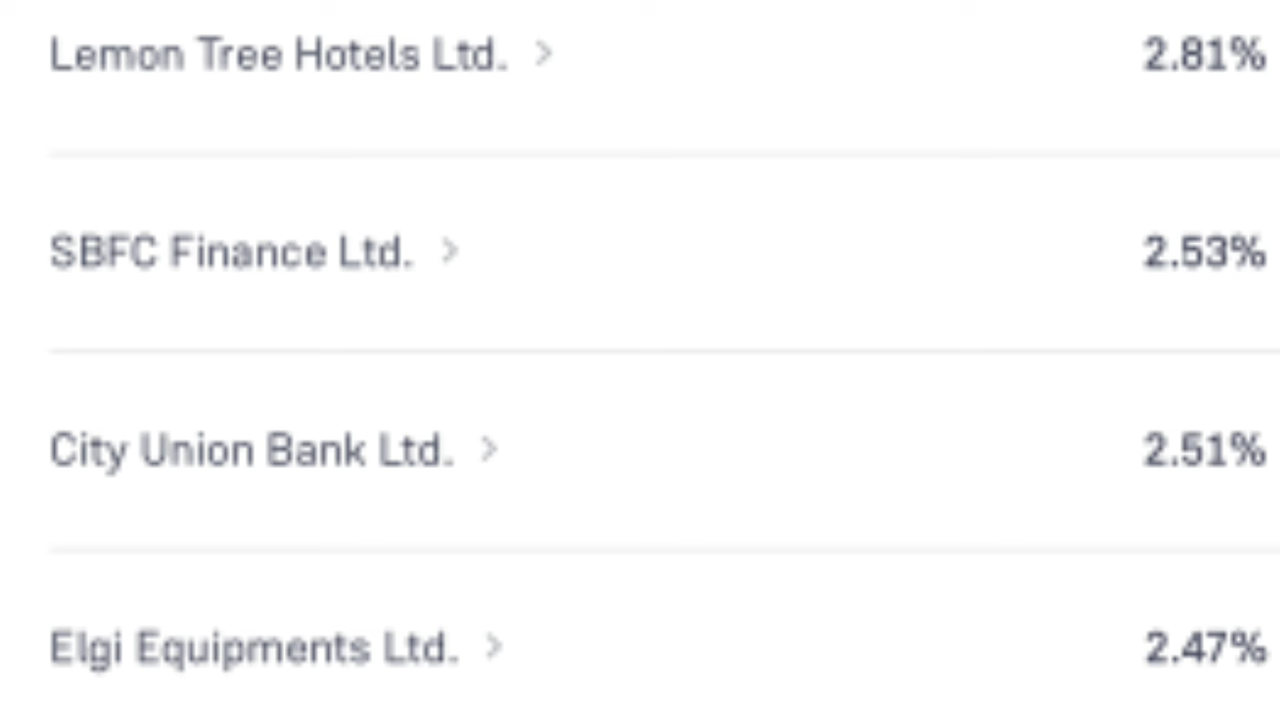 Lemon Tree Hotels Ltd. > 2.81%
SBFC Finance Ltd. > 2.53%
City Union Bank Ltd. > 2.51%
Elgi Equipments Ltd. > 2.47%